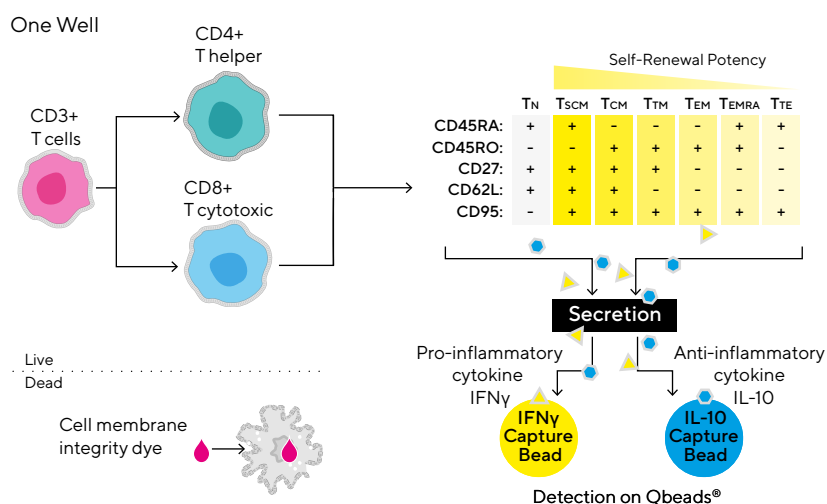 One Well
CD4+
T helper
CD3+
T cells
CD8+
T cytotoxic
Self-Renewal Potency
TN TSCM TCM TTM TEM TEMRA TTE
CD45RA: + + - - - + +
CD45RO: - - + + + + -
CD27: + + + + - - -
CD62L: + + + - - - -
CD95: - + + + + + +
Secretion
Live
Dead
Cell membrane
integrity dye
Pro-inflammatory
cytokine
IFNγ
Anti-inflammatory
cytokine
IL-10
IFNγ
Capture
Bead
IL-10
Capture
Bead
Detection on Qbeads®